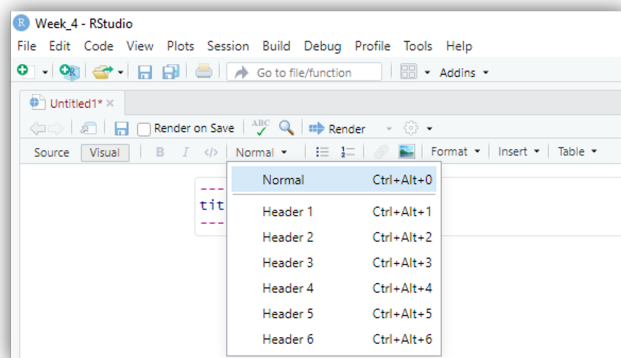 R Week_4 - RStudio
File Edit Code View Plots Session Build Debug Profile Tools Help
R Go to file/function Addins
Untitled1*
Render on Save ABC Render
Source Visual B I </> Normal Format Insert Table
---
tit
---
Normal Ctrl+Alt+0
Header 1 Ctrl+Alt+1
Header 2 Ctrl+Alt+2
Header 3 Ctrl+Alt+3
Header 4 Ctrl+Alt+4
Header 5 Ctrl+Alt+5
Header 6 Ctrl+Alt+6